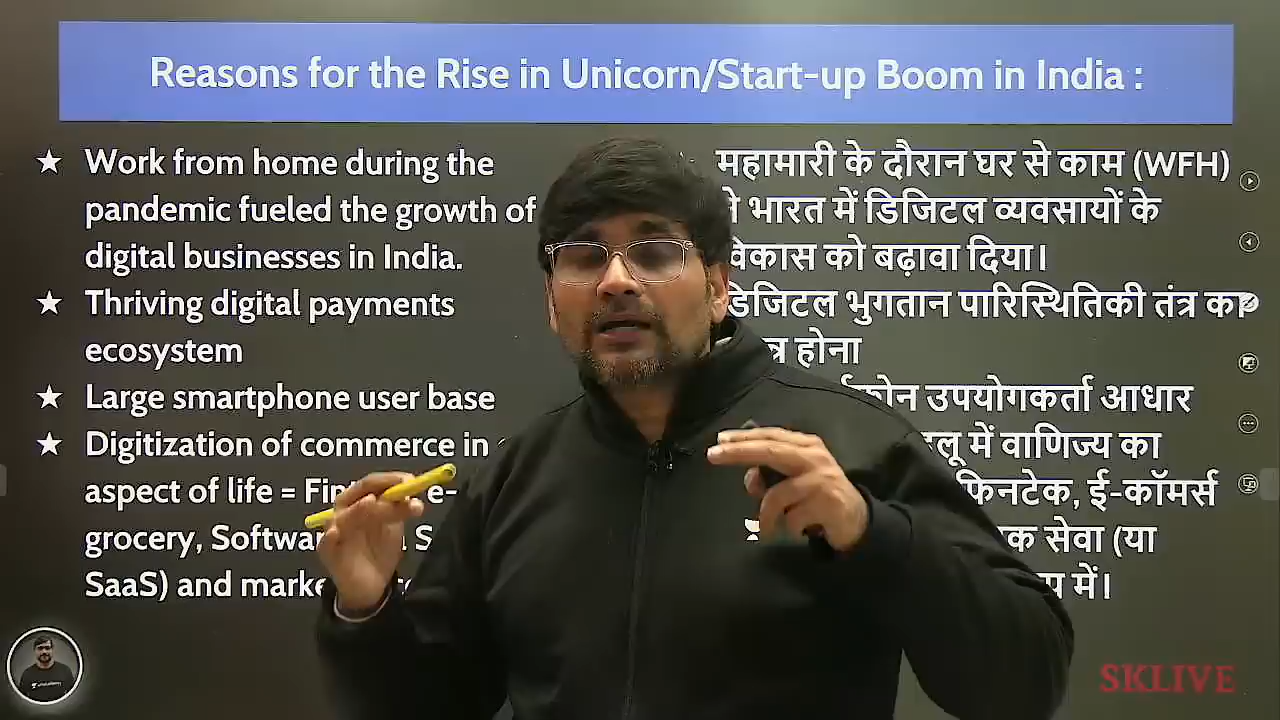 Reasons for the Rise in Unicorn/Start-up Boom in India :
★ Work from home during the
pandemic fueled the growth of
digital businesses in India.
★ Thriving digital payments
ecosystem
★ Large smartphone user base
★ Digitization of commerce in
aspect of life = e-
grocery,
SaaS) and
महामारी के दौरान घर से काम (WFH)
भारत में डिजिटल व्यवसायों के
विकास को बढ़ावा दिया।
डिजिटल भुगतान पारिस्थितिकी तंत्र का
होना
उपयोगकर्ता आधार
में वाणिज्य का
फिनटेक, ई-कॉमर्स
सेवा (या
में।
SKLIVE